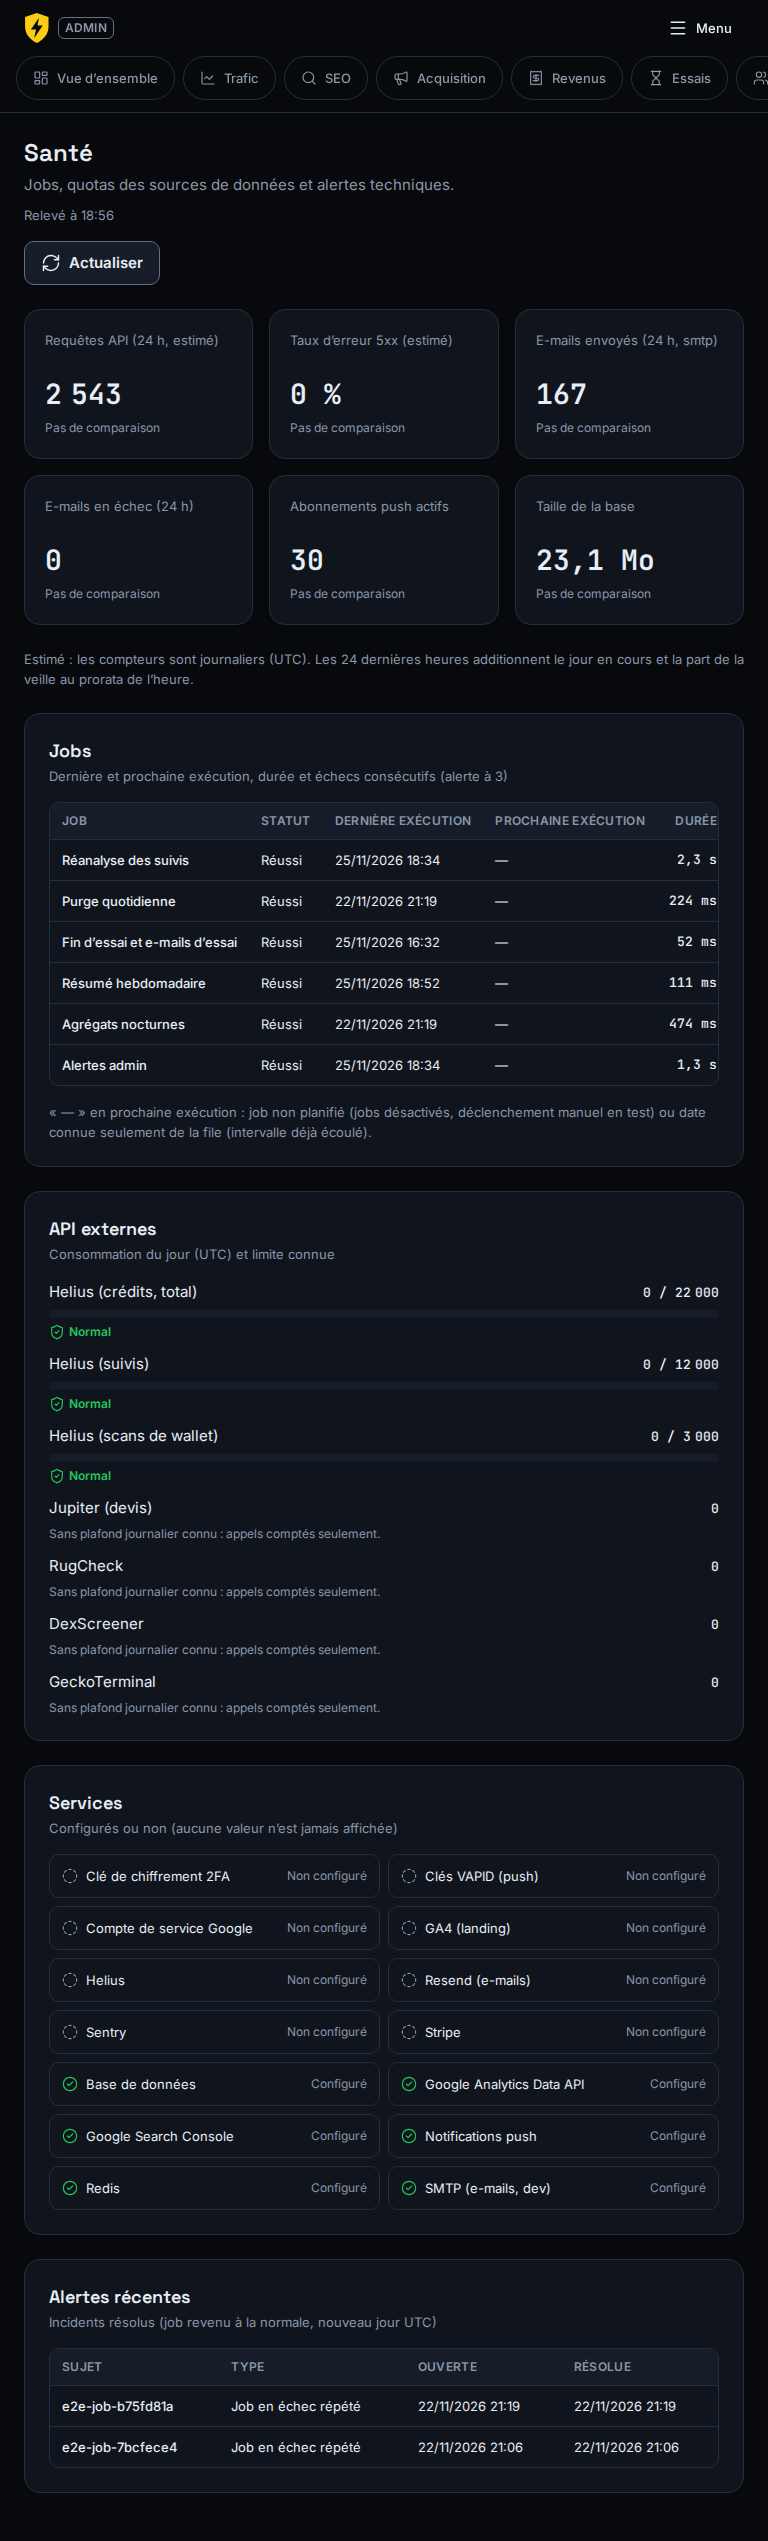 ADMIN
Menu
Vue d’ensemble
Trafic
SEO
Acquisition
Revenus
Essais
Santé
Jobs, quotas des sources de données et alertes techniques.
Relevé à 18:56
Actualiser
Requêtes API (24 h, estimé)
2 543
Pas de comparaison
Taux d’erreur 5xx (estimé)
0 %
Pas de comparaison
E-mails envoyés (24 h, smtp)
167
Pas de comparaison
E-mails en échec (24 h)
0
Pas de comparaison
Abonnements push actifs
30
Pas de comparaison
Taille de la base
23,1 Mo
Pas de comparaison
Estimé : les compteurs sont journaliers (UTC). Les 24 dernières heures additionnent le jour en cours et la part de la
veille au prorata de l’heure.
Jobs
Dernière et prochaine exécution, durée et échecs consécutifs (alerte à 3)
JOB STATUT DERNIÈRE EXÉCUTION PROCHAINE EXÉCUTION DURÉE
Réanalyse des suivis Réussi 25/11/2026 18:34 — 2,3 s
Purge quotidienne Réussi 22/11/2026 21:19 — 224 ms
Fin d’essai et e-mails d’essai Réussi 25/11/2026 16:32 — 52 ms
Résumé hebdomadaire Réussi 25/11/2026 18:52 — 111 ms
Agrégats nocturnes Réussi 22/11/2026 21:19 — 474 ms
Alertes admin Réussi 25/11/2026 18:34 — 1,3 s
« — » en prochaine exécution : job non planifié (jobs désactivés, déclenchement manuel en test) ou date
connue seulement de la file (intervalle déjà écoulé).
API externes
Consommation du jour (UTC) et limite connue
Helius (crédits, total) 0 / 22 000
Normal
Helius (suivis) 0 / 12 000
Normal
Helius (scans de wallet) 0 / 3 000
Normal
Jupiter (devis) 0
Sans plafond journalier connu : appels comptés seulement.
RugCheck 0
Sans plafond journalier connu : appels comptés seulement.
DexScreener 0
Sans plafond journalier connu : appels comptés seulement.
GeckoTerminal 0
Sans plafond journalier connu : appels comptés seulement.
Services
Configurés ou non (aucune valeur n’est jamais affichée)
Clé de chiffrement 2FA Non configuré
Clés VAPID (push) Non configuré
Compte de service Google Non configuré
GA4 (landing) Non configuré
Helius Non configuré
Resend (e-mails) Non configuré
Sentry Non configuré
Stripe Non configuré
Base de données Configuré
Google Analytics Data API Configuré
Google Search Console Configuré
Notifications push Configuré
Redis Configuré
SMTP (e-mails, dev) Configuré
Alertes récentes
Incidents résolus (job revenu à la normale, nouveau jour UTC)
SUJET TYPE OUVERTE RÉSOLUE
e2e-job-b75fd81a Job en échec répété 22/11/2026 21:19 22/11/2026 21:19
e2e-job-7bcfece4 Job en échec répété 22/11/2026 21:06 22/11/2026 21:06